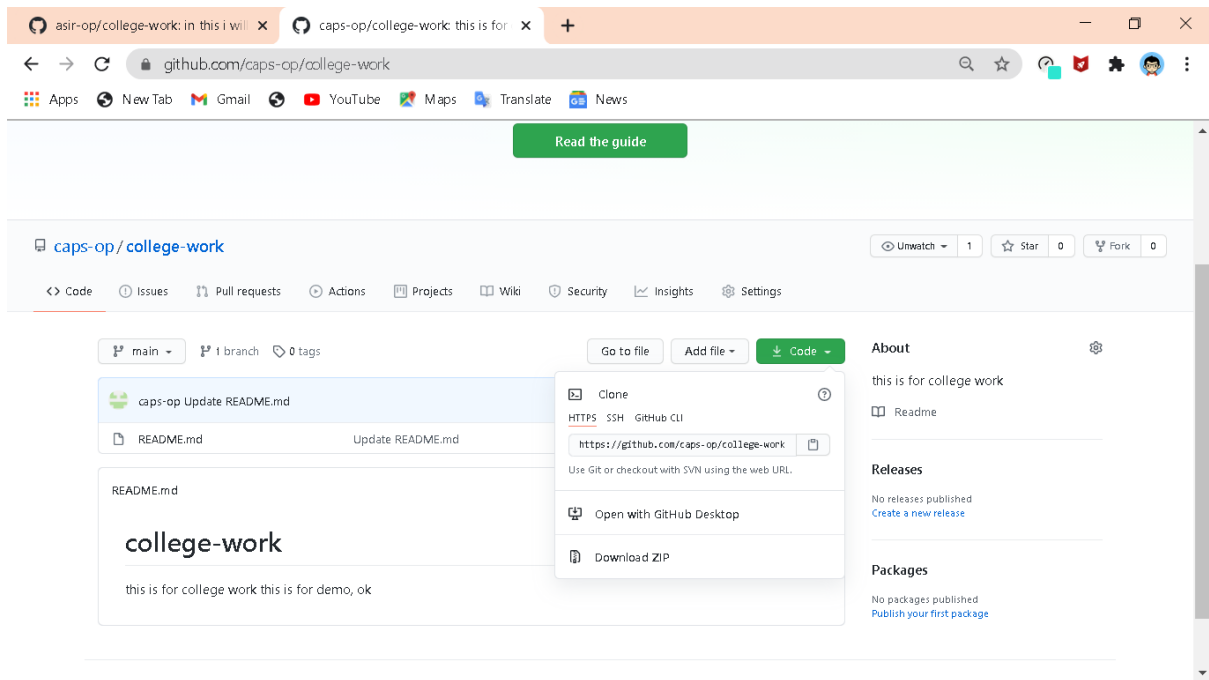 asir-op/college-work: in this i wil
caps-op/college-work: this is for
github.com/caps-op/college-work
Apps New Tab Gmail YouTube Maps Translate News
Read the guide
caps-op / college-work
Unwatch 1 Star 0 Fork 0
Code Issues Pull requests Actions Projects Wiki Security Insights Settings
main 1 branch 0 tags Go to file Add file Code
About
this is for college work
Readme
caps-op Update README.md
README.md Update README.md
Clone
HTTPS SSH GitHub CLI
https://github.com/caps-op/college-work
Use Git or checkout with SVN using the web URL.
Open with GitHub Desktop
Download ZIP
README.md
college-work
this is for college work this is for demo, ok
Releases
No releases published
Create a new release
Packages
No packages published
Publish your first package